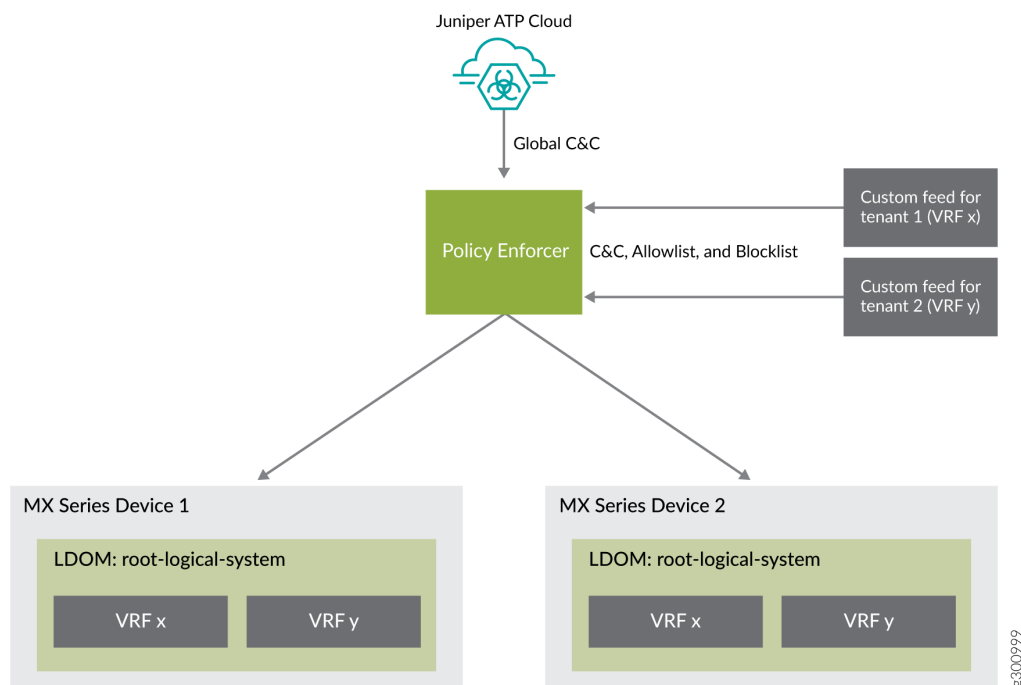 Juniper ATP Cloud
Global C&C
Custom feed for
tenant 1 (VRF x)
Policy Enforcer
C&C, Allowlist, and Blocklist
Custom feed for
tenant 2 (VRF y)
MX Series Device 1
LDOM: root-logical-system
VRF x
VRF y
MX Series Device 2
LDOM: root-logical-system
VRF x
VRF y
g300999